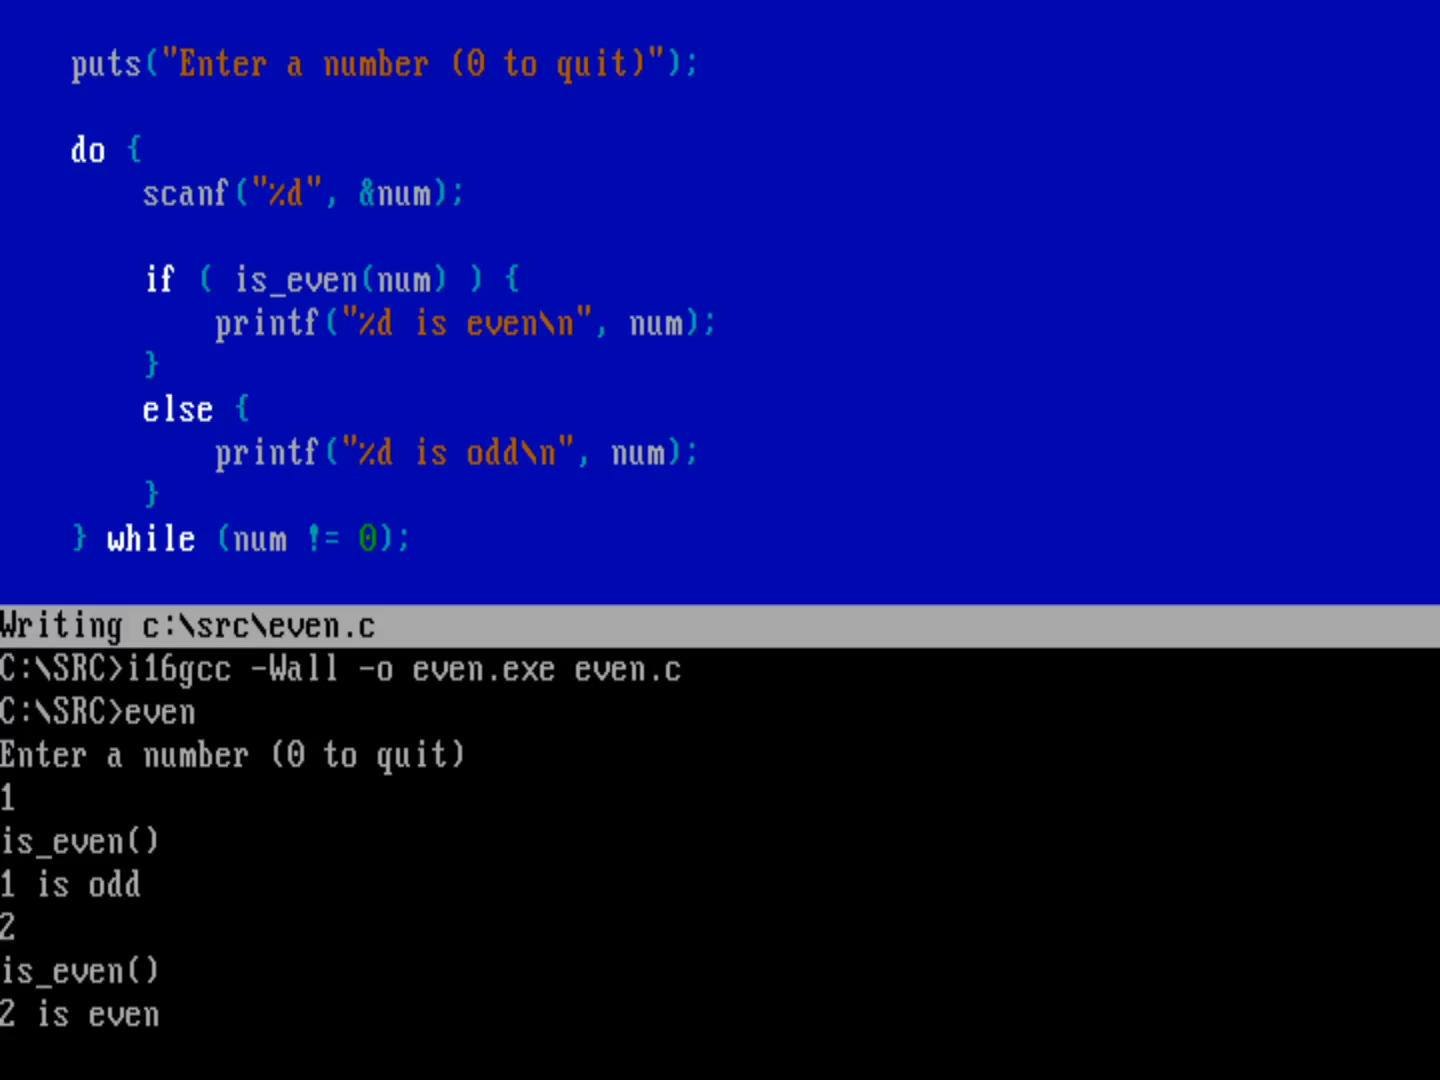 puts("Enter a number (0 to quit)");
do {
scanf("%d", &num);
if ( is_even(num) ) {
printf("%d is even\n", num);
}
else {
printf("%d is odd\n", num);
}
} while (num != 0);
Writing c:\src\even.c
C:\SRC>i16gcc -Wall -o even.exe even.c
C:\SRC>even
Enter a number (0 to quit)
1
is_even()
1 is odd
2
is_even()
2 is even